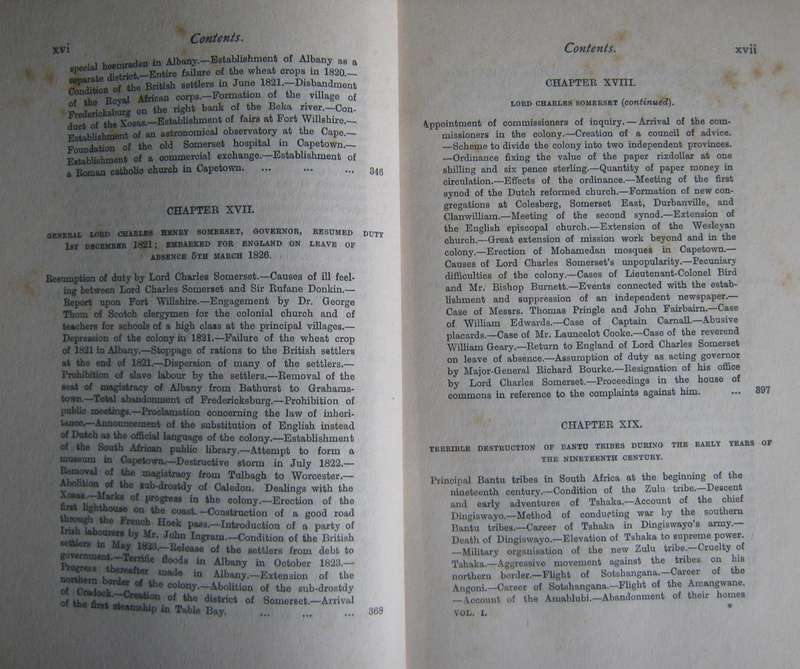 xvi
Contents.
special heemraden in Albany.—Establishment of Albany as a
separate district.—Entire failure of the wheat crops in 1820.—
Condition of the British settlers in June 1821.—Disbandment
of the Royal African corps.—Formation of the village of
Fredericksburg on the right bank of the Beka river.—Con-
duct of the Xosas.—Establishment of fairs at Fort Willshire.—
Establishment of an astronomical observatory at the Cape.—
Foundation of the old Somerset hospital in Capetown.—
Establishment of a commercial exchange.—Establishment of
a Roman catholic church in Capetown. ... ... ... 346
CHAPTER XVII.
GENERAL LORD CHARLES HENRY SOMERSET, GOVERNOR, RESUMED DUTY
1ST DECEMBER 1821; EMBARKED FOR ENGLAND ON LEAVE OF
ABSENCE 5TH MARCH 1826.
Resumption of duty by Lord Charles Somerset.—Causes of ill feel-
ing between Lord Charles Somerset and Sir Rufane Donkin.—
Report upon Fort Willshire.—Engagement by Dr. George
Thom of Scotch clergymen for the colonial church and of
teachers for schools of a high class at the principal villages.—
Depression of the colony in 1821.—Failure of the wheat crop
of 1821 in Albany.—Stoppage of rations to the British settlers
at the end of 1821.—Dispersion of many of the settlers.—
Prohibition of slave labour by the settlers.—Removal of the
seat of magistracy of Albany from Bathurst to Grahams-
town.—Total abandonment of Fredericksburg.—Prohibition of
public meetings.—Proclamation concerning the law of inheri-
tance.—Announcement of the substitution of English instead
of Dutch as the official language of the colony.—Establishment
of the South African public library.—Attempt to form a
museum in Capetown.—Destructive storm in July 1822.—
Removal of the magistracy from Tulbagh to Worcester.—
Abolition of the sub-drostdy of Caledon. Dealings with the
Xosas.—Marks of progress in the colony.—Erection of the
first lighthouse on the coast.—Construction of a good road
through the French Hoek pass.—Introduction of a party of
Irish labourers by Mr. John Ingram.—Condition of the British
settlers in May 1823.—Release of the settlers from debt to
government.—Terrific floods in Albany in October 1823.—
Progress thereafter made in Albany.—Extension of the
northern border of the colony.—Abolition of the sub-drostdy
of Cradock.—Creation of the district of Somerset.—Arrival
of the first steamship in Table Bay. ... ... ... 368
Contents.
xvii
CHAPTER XVIII.
LORD CHARLES SOMERSET (continued).
Appointment of commissioners of inquiry.—Arrival of the com-
missioners in the colony.—Creation of a council of advice.
—Scheme to divide the colony into two independent provinces.
—Ordinance fixing the value of the paper rixdollar at one
shilling and six pence sterling.—Quantity of paper money in
circulation.—Effects of the ordinance.—Meeting of the first
synod of the Dutch reformed church.—Formation of new con-
gregations at Colesberg, Somerset East, Durbanville, and
Clanwilliam.—Meeting of the second synod.—Extension of
the English episcopal church.—Extension of the Wesleyan
church.—Great extension of mission work beyond and in the
colony.—Erection of Mohamedan mosques in Capetown.—
Causes of Lord Charles Somerset's unpopularity.—Pecuniary
difficulties of the colony.—Cases of Lieutenant-Colonel Bird
and Mr. Bishop Burnett.—Events connected with the estab-
lishment and suppression of an independent newspaper.—
Case of Messrs. Thomas Pringle and John Fairbairn.—Case
of William Edwards.—Case of Captain Carnall.—Abusive
placards.—Case of Mr. Launcelot Cooke.—Case of the reverend
William Geary.—Return to England of Lord Charles Somerset
on leave of absence.—Assumption of duty as acting governor
by Major-General Richard Bourke.—Resignation of his office
by Lord Charles Somerset.—Proceedings in the house of
commons in reference to the complaints against him. ... 397
CHAPTER XIX.
TERRIBLE DESTRUCTION OF BANTU TRIBES DURING THE EARLY YEARS OF
THE NINETEENTH CENTURY.
Principal Bantu tribes in South Africa at the beginning of the
nineteenth century.—Condition of the Zulu tribe.—Descent
and early adventures of Tshaka.—Account of the chief
Dingiswayo.—Method of conducting war by the southern
Bantu tribes.—Career of Tshaka in Dingiswayo's army.—
Death of Dingiswayo.—Elevation of Tshaka to supreme power.
—Military organisation of the new Zulu tribe.—Cruelty of
Tshaka.—Aggressive movement against the tribes on his
northern border.—Flight of Sotshangana.—Career of the
Angoni.—Career of Sotshangana.—Flight of the Amangwane.
—Account of the Amahlubi.—Abandonment of their homes
VOL. I. *